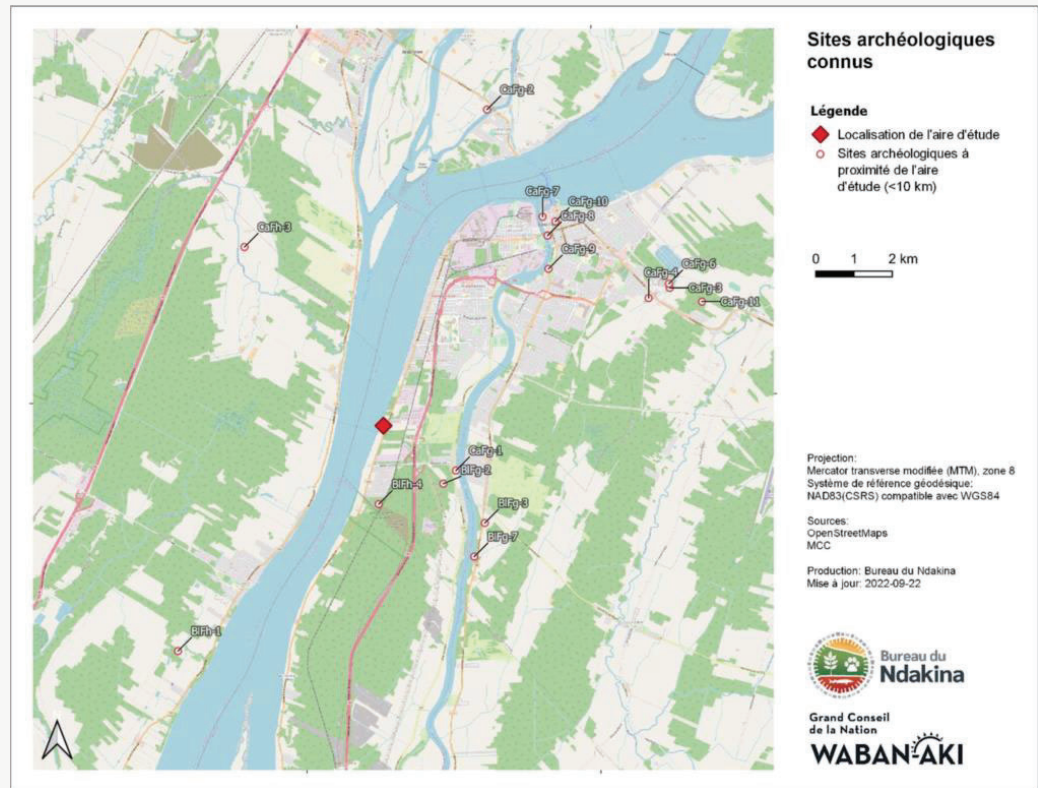 Sites archéologiques
connus
Légende
Localisation de l'aire d'étude
Sites archéologiques à
proximité de l'aire
d'étude (<10 km)
0 1 2 km
Projection:
Mercator transverse modifiée (MTM), zone 8
Système de référence géodésique:
NAD83(CSRS) compatible avec WGS84
Sources:
OpenStreetMaps
MCC
Production: Bureau du Ndakina
Mise à jour: 2022-09-22
Bureau du
Ndakina
Grand Conseil
de la Nation
WABAN-AKI
CaFg-2
CaFg-7
CaFg-10
CaFg-8
CaFh-3
CaFg-9
CaFg-4
CaFg-6
CaFg-3
CaFg-11
CaFg-1
BlFg-2
BlFh-4
BlFg-3
BlFg-7
BlFh-1